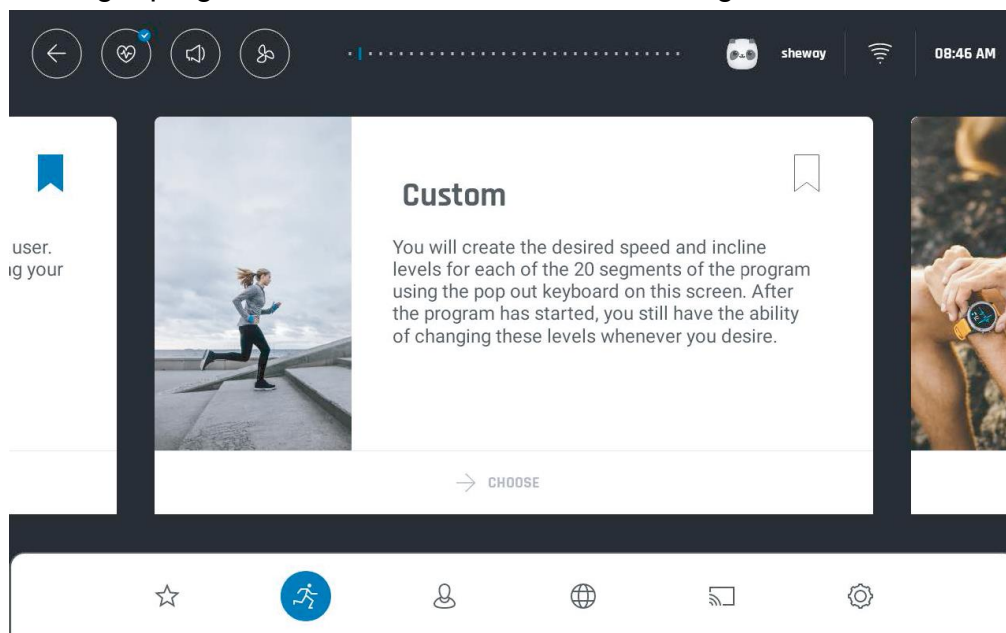 sheway
08:46 AM
user.
ng your
Custom
You will create the desired speed and incline
levels for each of the 20 segments of the program
using the pop out keyboard on this screen. After
the program has started, you still have the ability
of changing these levels whenever you desire.
CHOOSE